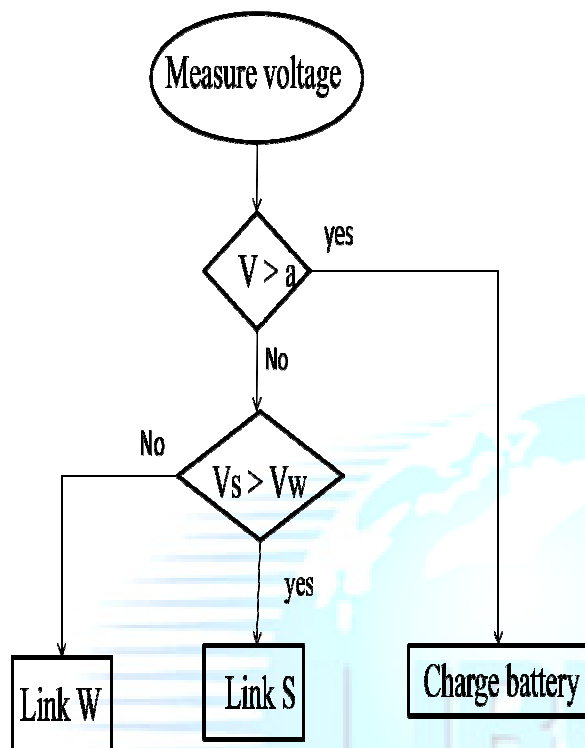 Measure voltage
yes
V > a
No
No
Vs > Vw
yes
Link W
Link S
Charge battery